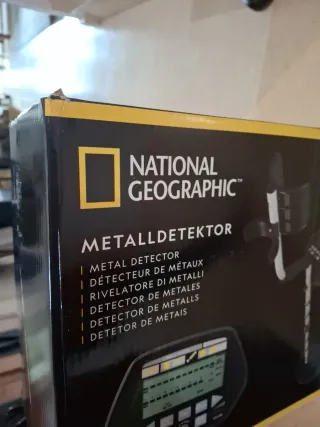 NATIONAL
GEOGRAPHIC™
METALLDETEKTOR
METAL DETECTOR
DÉTECTEUR DE MÉTAUX
RIVELATORE DI METALLI
DETECTOR DE METALES
DETECTOR DE METALLS
DETETOR DE METAIS